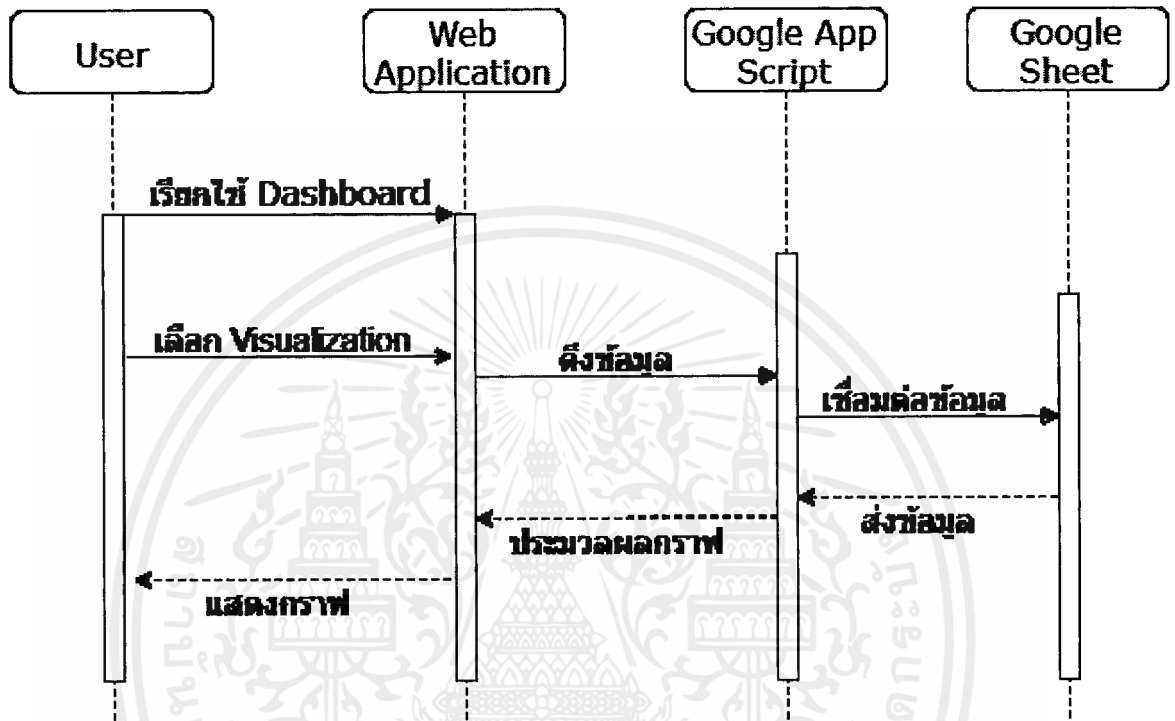 User
Web
Application
Google App
Script
Google
Sheet
เรียกใช้ Dashboard
เลือก Visualization
ดึงข้อมูล
เชื่อมต่อข้อมูล
ส่งข้อมูล
ประมวลผลกราฟ
แสดงกราฟ